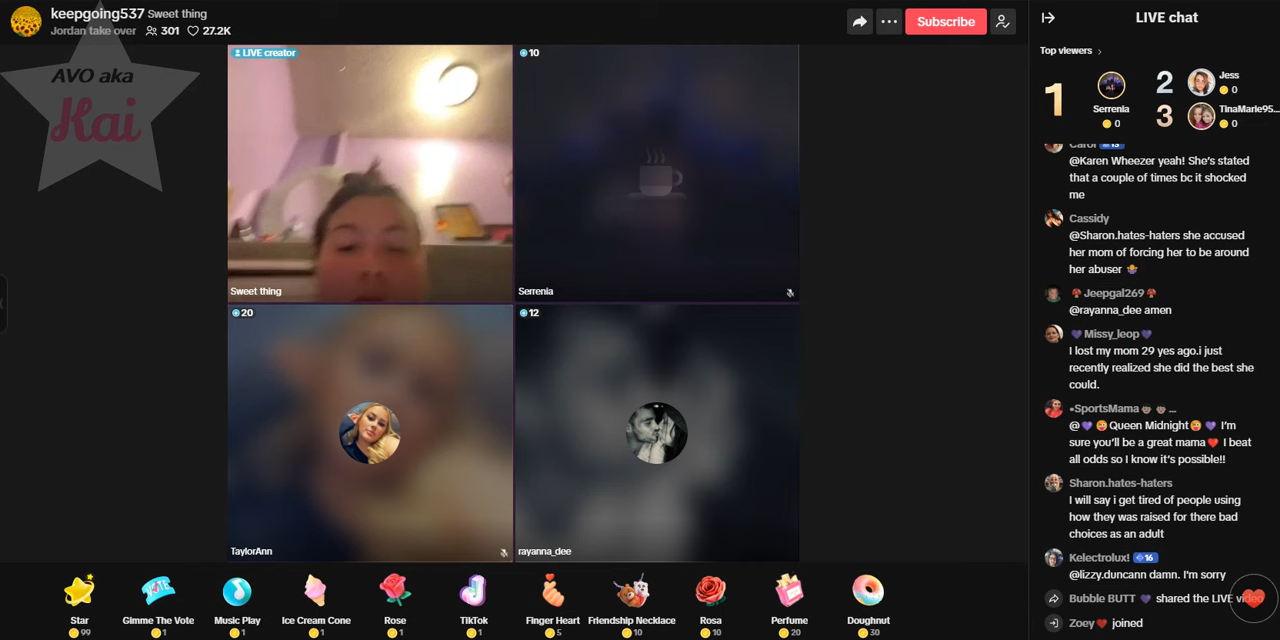 keepgoing537 Sweet thing
Jordan take over 301 27.2K
Subscribe
AVO aka
Kai
LIVE creator
Sweet thing
10
Serrenia
20
TaylorAnn
12
rayanna_dee
Star
99
Gimme The Vote
1
Music Play
1
Ice Cream Cone
1
Rose
1
TikTok
1
Finger Heart
5
Friendship Necklace
10
Rosa
10
Perfume
20
Doughnut
30
LIVE chat
Top viewers
1
Serrenia
0
2
Jess
0
3
TinaMarie95...
0
Carol 13
@Karen Wheezer yeah! She's stated
that a couple of times bc it shocked
me
Cassidy
@Sharon.hates-haters she accused
her mom of forcing her to be around
her abuser 🤷
Jeepgal269
@rayanna_dee amen
💜Missy_leop💜
I lost my mom 29 yes ago.i just
recently realized she did the best she
could.
•SportsMama ...
@💜😜Queen Midnight😜💜 I'm
sure you'll be a great mama❤️ I beat
all odds so I know it's possible!!
Sharon.hates-haters
I will say i get tired of people using
how they was raised for there bad
choices as an adult
Kelectrolux! 16
@lizzy.duncann damn. I'm sorry
Bubble BUTT 💜 shared the LIVE video
Zoey❤️ joined